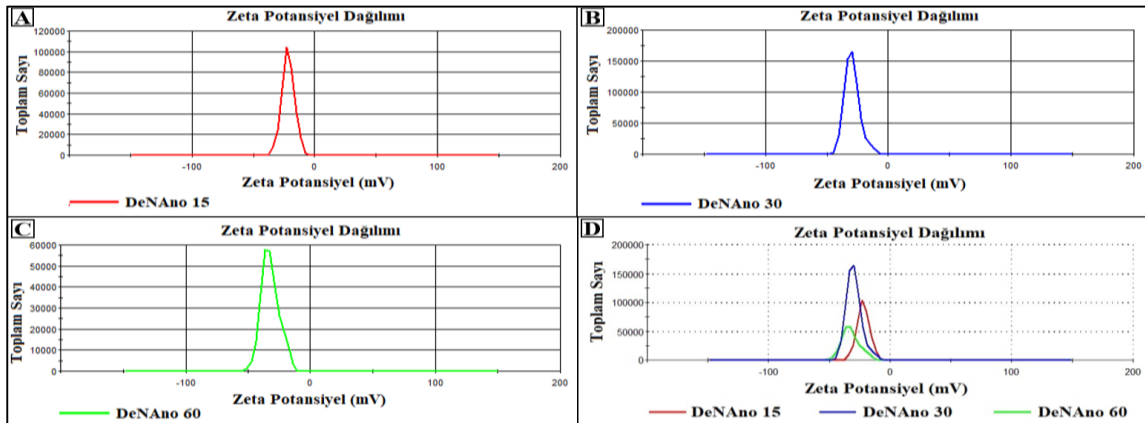 A
Zeta Potansiyel Dağılımı
120000
100000
80000
60000
40000
20000
0
Toplam Sayı
-100
0
100
200
Zeta Potansiyel (mV)
DeNAno 15
B
Zeta Potansiyel Dağılımı
200000
150000
100000
50000
0
Toplam Sayı
-100
0
100
200
Zeta Potansiyel (mV)
DeNAno 30
C
Zeta Potansiyel Dağılımı
60000
50000
40000
30000
20000
10000
0
Toplam Sayı
-100
0
100
200
Zeta Potansiyel (mV)
DeNAno 60
D
Zeta Potansiyel Dağılımı
200000
150000
100000
50000
0
Toplam Sayı
-100
0
100
200
Zeta Potansiyel (mV)
DeNAno 15 DeNAno 30 DeNAno 60